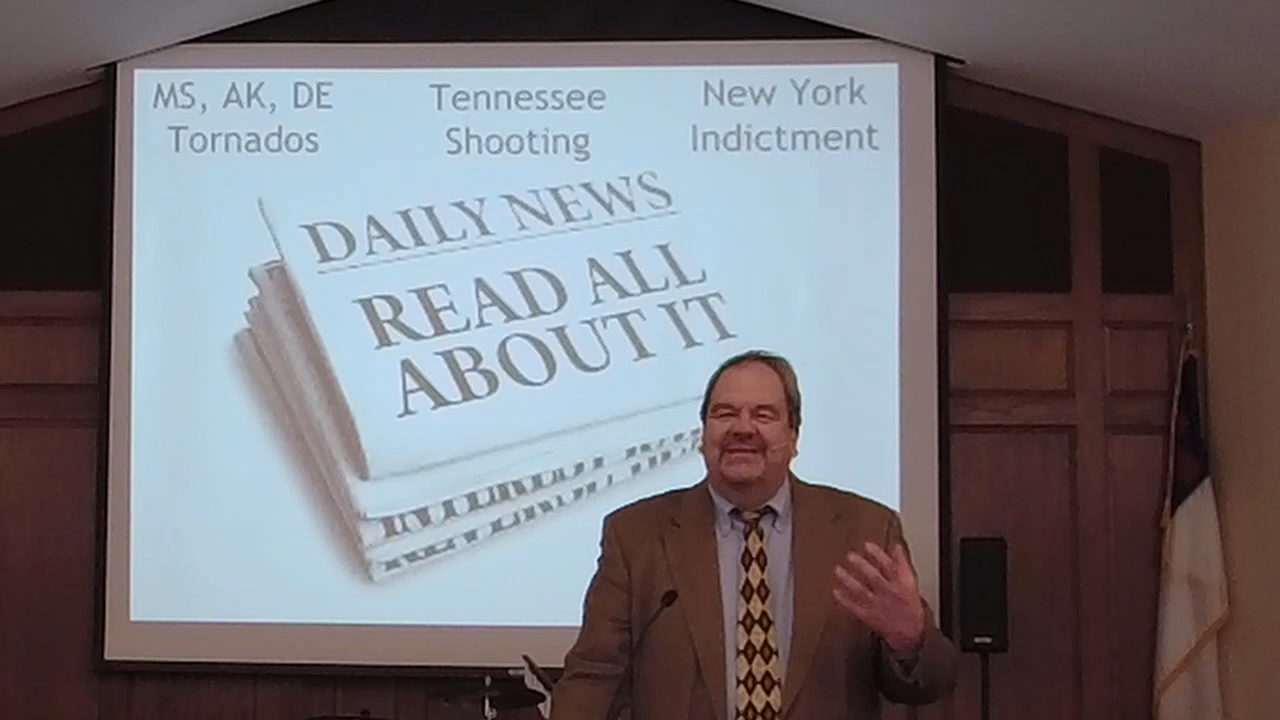 MS, AK, DE
Tornados
Tennessee
Shooting
New York
Indictment
DAILY NEWS
READ ALL
ABOUT IT